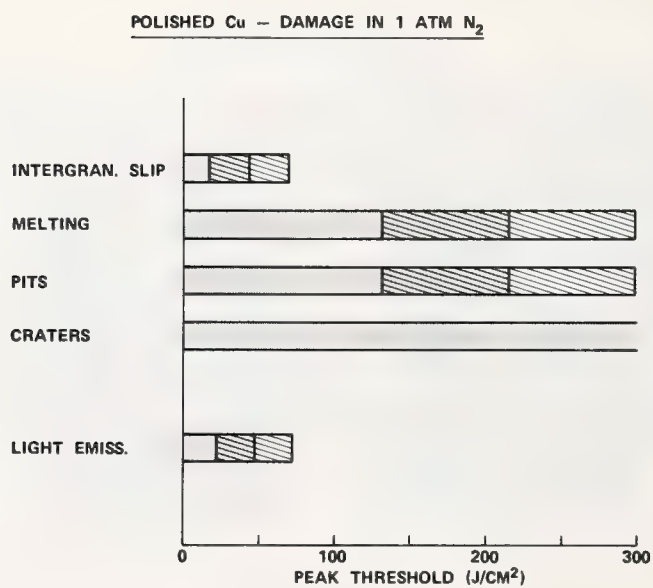 POLISHED Cu — DAMAGE IN 1 ATM N2
INTERGRAN. SLIP
MELTING
PITS
CRATERS
LIGHT EMISS.
0 100 200 300
PEAK THRESHOLD (J/CM2)